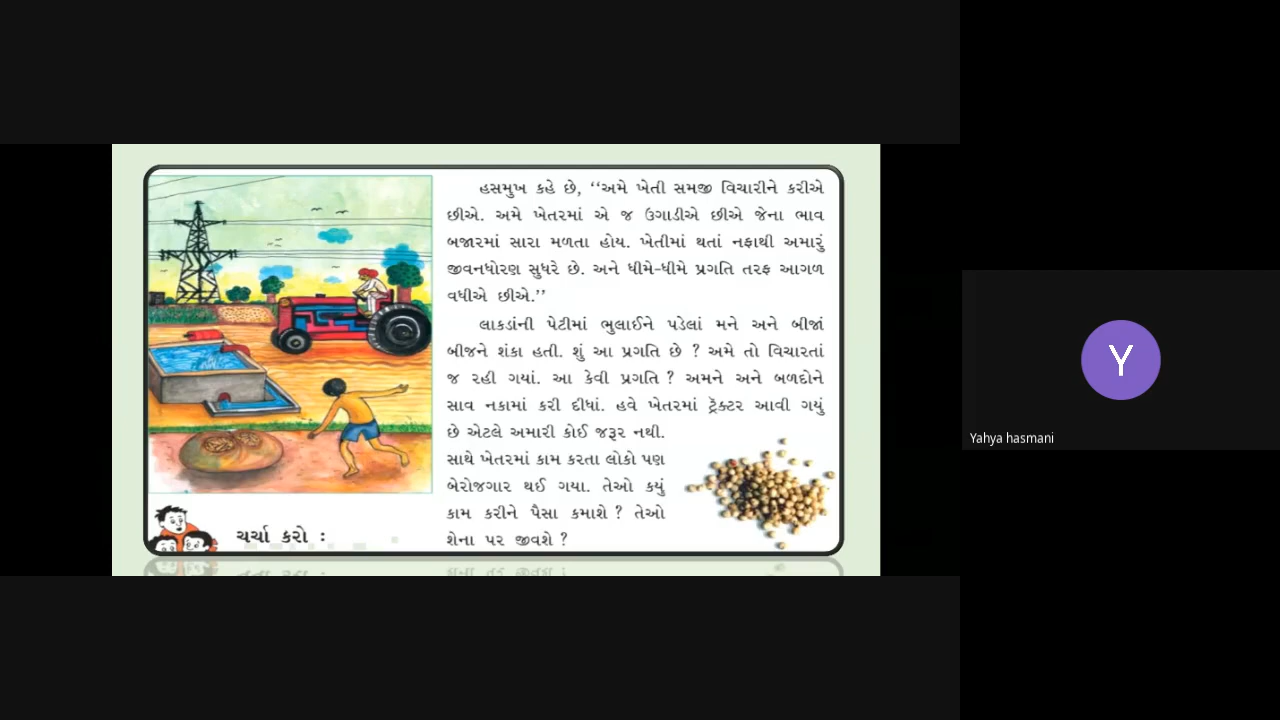 હસમુખ કહે છે, ‘‘અમે ખેતી સમજી વિચારીને કરીએ
છીએ. અમે ખેતરમાં એ જ ઉગાડીએ છીએ જેના ભાવ
બજારમાં સારા મળતા હોય. ખેતીમાં થતાં નફાથી અમારું
જીવનધોરણ સુધરે છે. અને ધીમે-ધીમે પ્રગતિ તરફ આગળ
વધીએ છીએ.’’
લાકડાંની પેટીમાં ભુલાઈને પડેલાં મને અને બીજાં
બીજને શંકા હતી. શું આ પ્રગતિ છે ? અમે તો વિચારતાં
જ રહી ગયાં. આ કેવી પ્રગતિ ? અમને અને બળદોને
સાવ નકામાં કરી દીધાં. હવે ખેતરમાં ટ્રૅક્ટર આવી ગયું
છે એટલે અમારી કોઈ જરૂર નથી.
સાથે ખેતરમાં કામ કરતા લોકો પણ
બેરોજગાર થઈ ગયા. તેઓ કયું
કામ કરીને પૈસા કમાશે ? તેઓ
શેના પર જીવશે ?
ચર્ચા કરો :
Y
Yahya hasmani